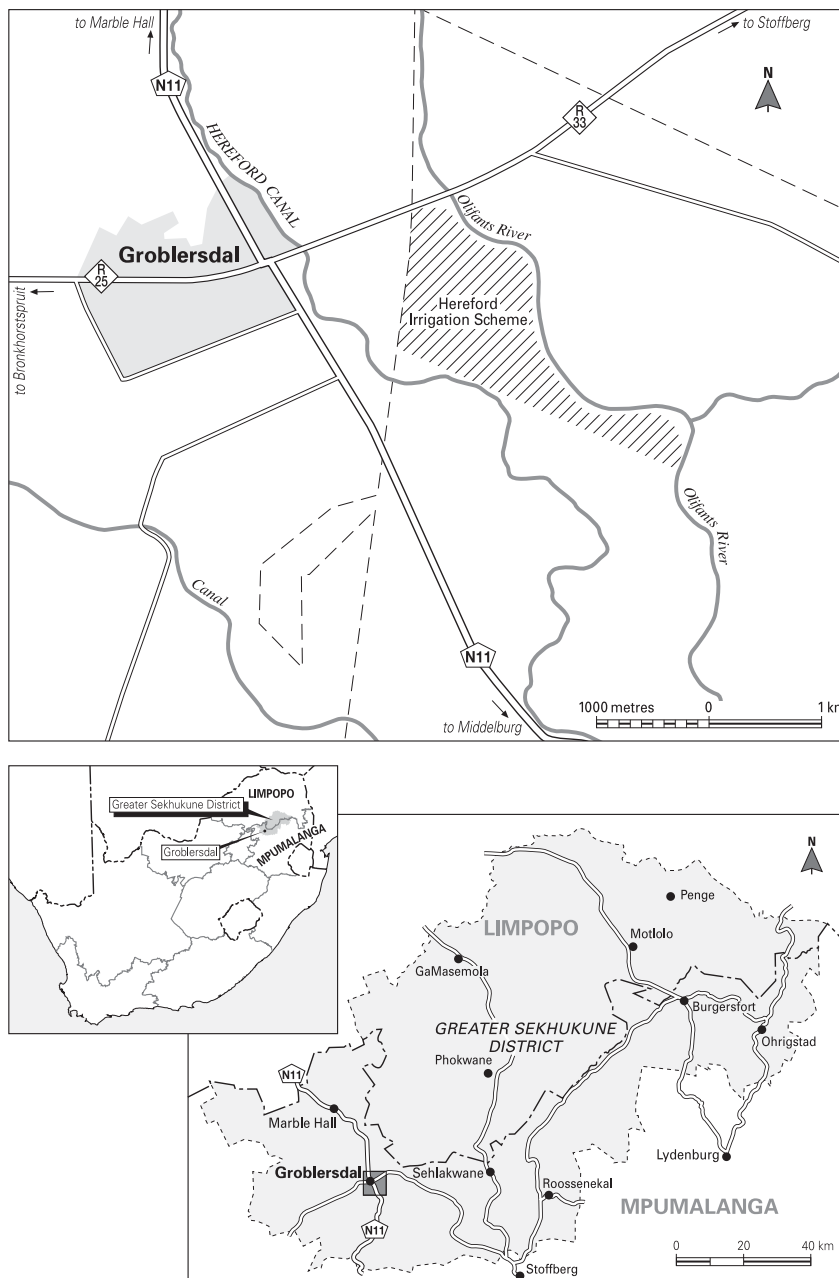 to Marble Hall
to Stoffberg
N11
N
R
33
HEREFORD CANAL
Olifants River
Groblersdal
R
25
Hereford
Irrigation Scheme
to Bronkhorstspruit
Olifants River
Canal
N11
1000 metres 0 1 km
to Middelburg
LIMPOPO
Greater Sekhukune District
MPUMALANGA
Groblersdal
N
Penge
LIMPOPO
Motlolo
GaMasemola
Burgersfort
GREATER SEKHUKUNE
DISTRICT
Ohrigstad
Phokwane
N11
Marble Hall
Lydenburg
Groblersdal
Sehlakwane
Roossenekal
MPUMALANGA
N11
Stoffberg
0 20 40 km